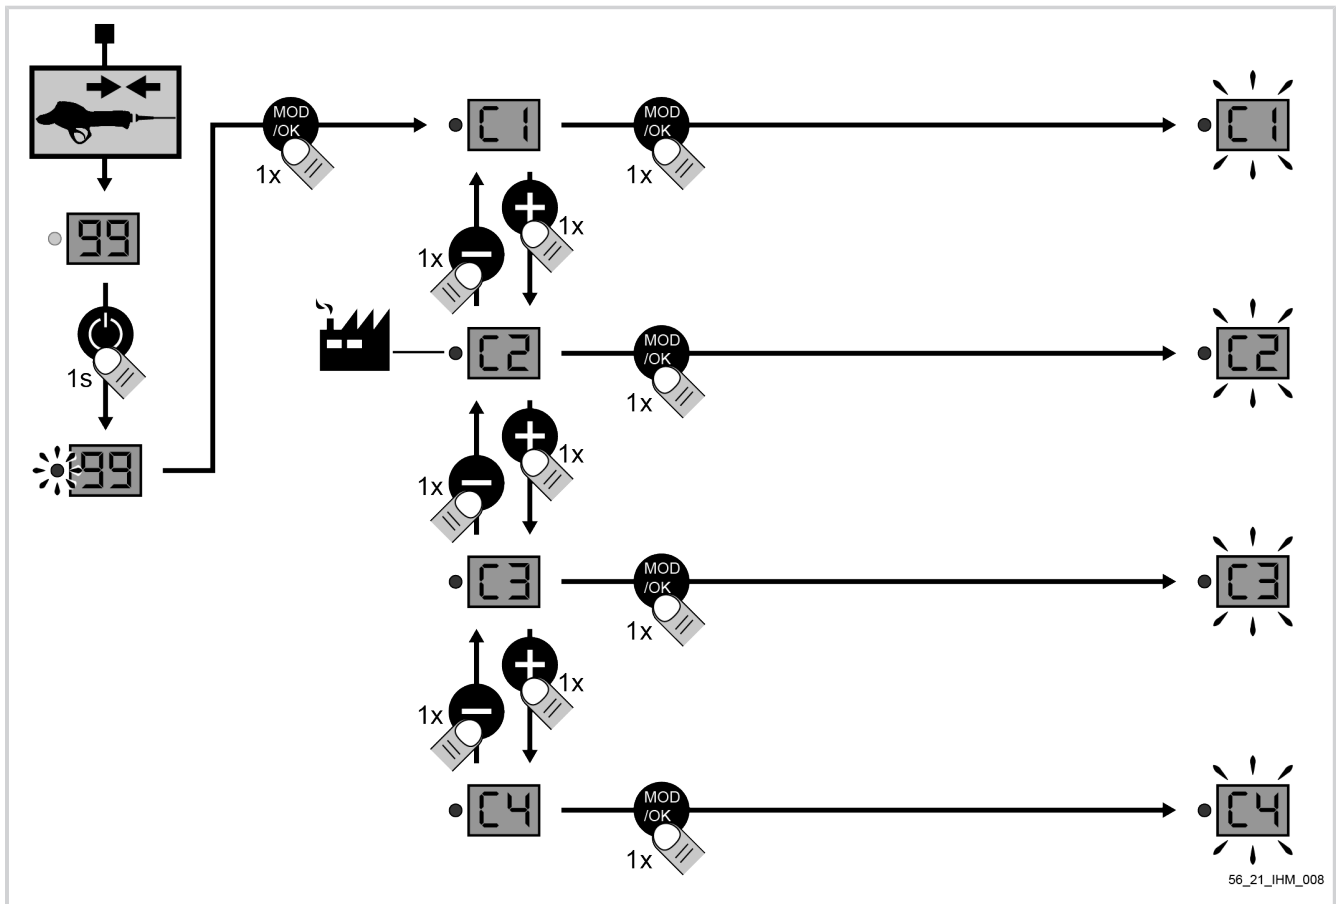 MOD
/OK
1x
C1
MOD
/OK
1x
C1
99
1x
1x
1s
C2
MOD
/OK
1x
C2
99
1x
1x
C3
MOD
/OK
1x
C3
1x
1x
C4
MOD
/OK
1x
C4
56_21_IHM_008